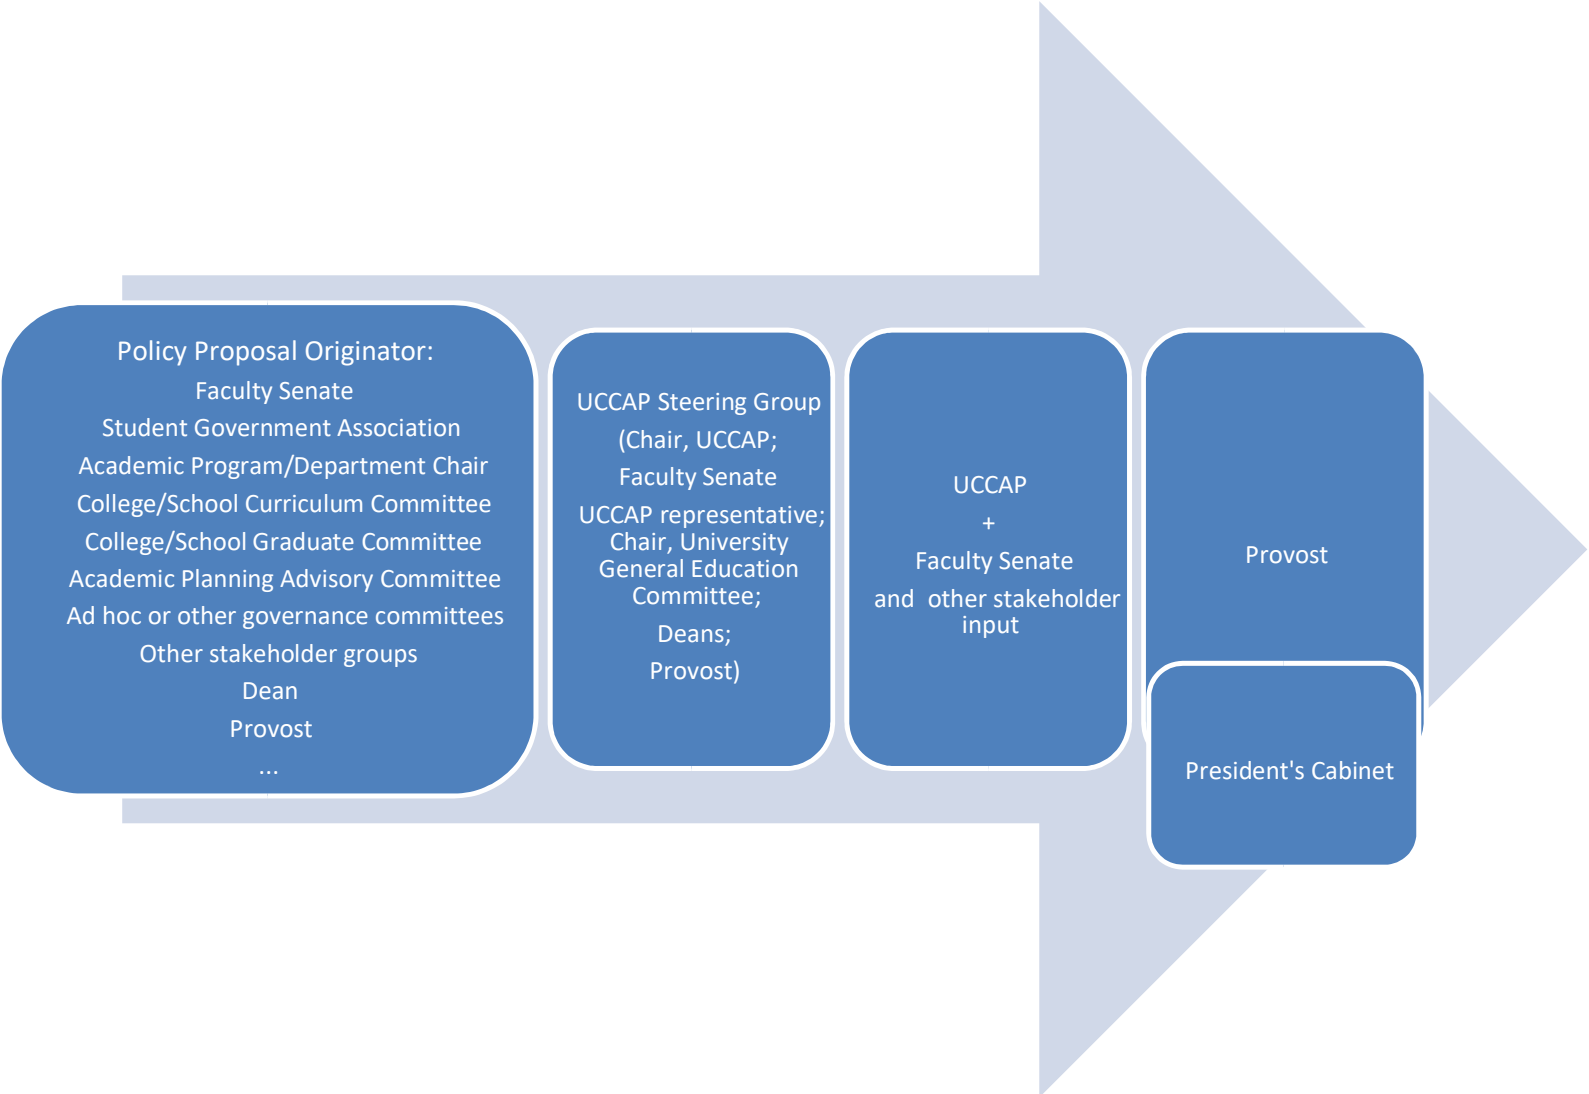 Policy Proposal Originator:
Faculty Senate
Student Government Association
Academic Program/Department Chair
College/School Curriculum Committee
College/School Graduate Committee
Academic Planning Advisory Committee
Ad hoc or other governance committees
Other stakeholder groups
Dean
Provost
...
UCCAP Steering Group
(Chair, UCCAP;
Faculty Senate
UCCAP representative;
Chair, University
General Education
Committee;
Deans;
Provost)
UCCAP
+
Faculty Senate
and other stakeholder
input
Provost
President's Cabinet